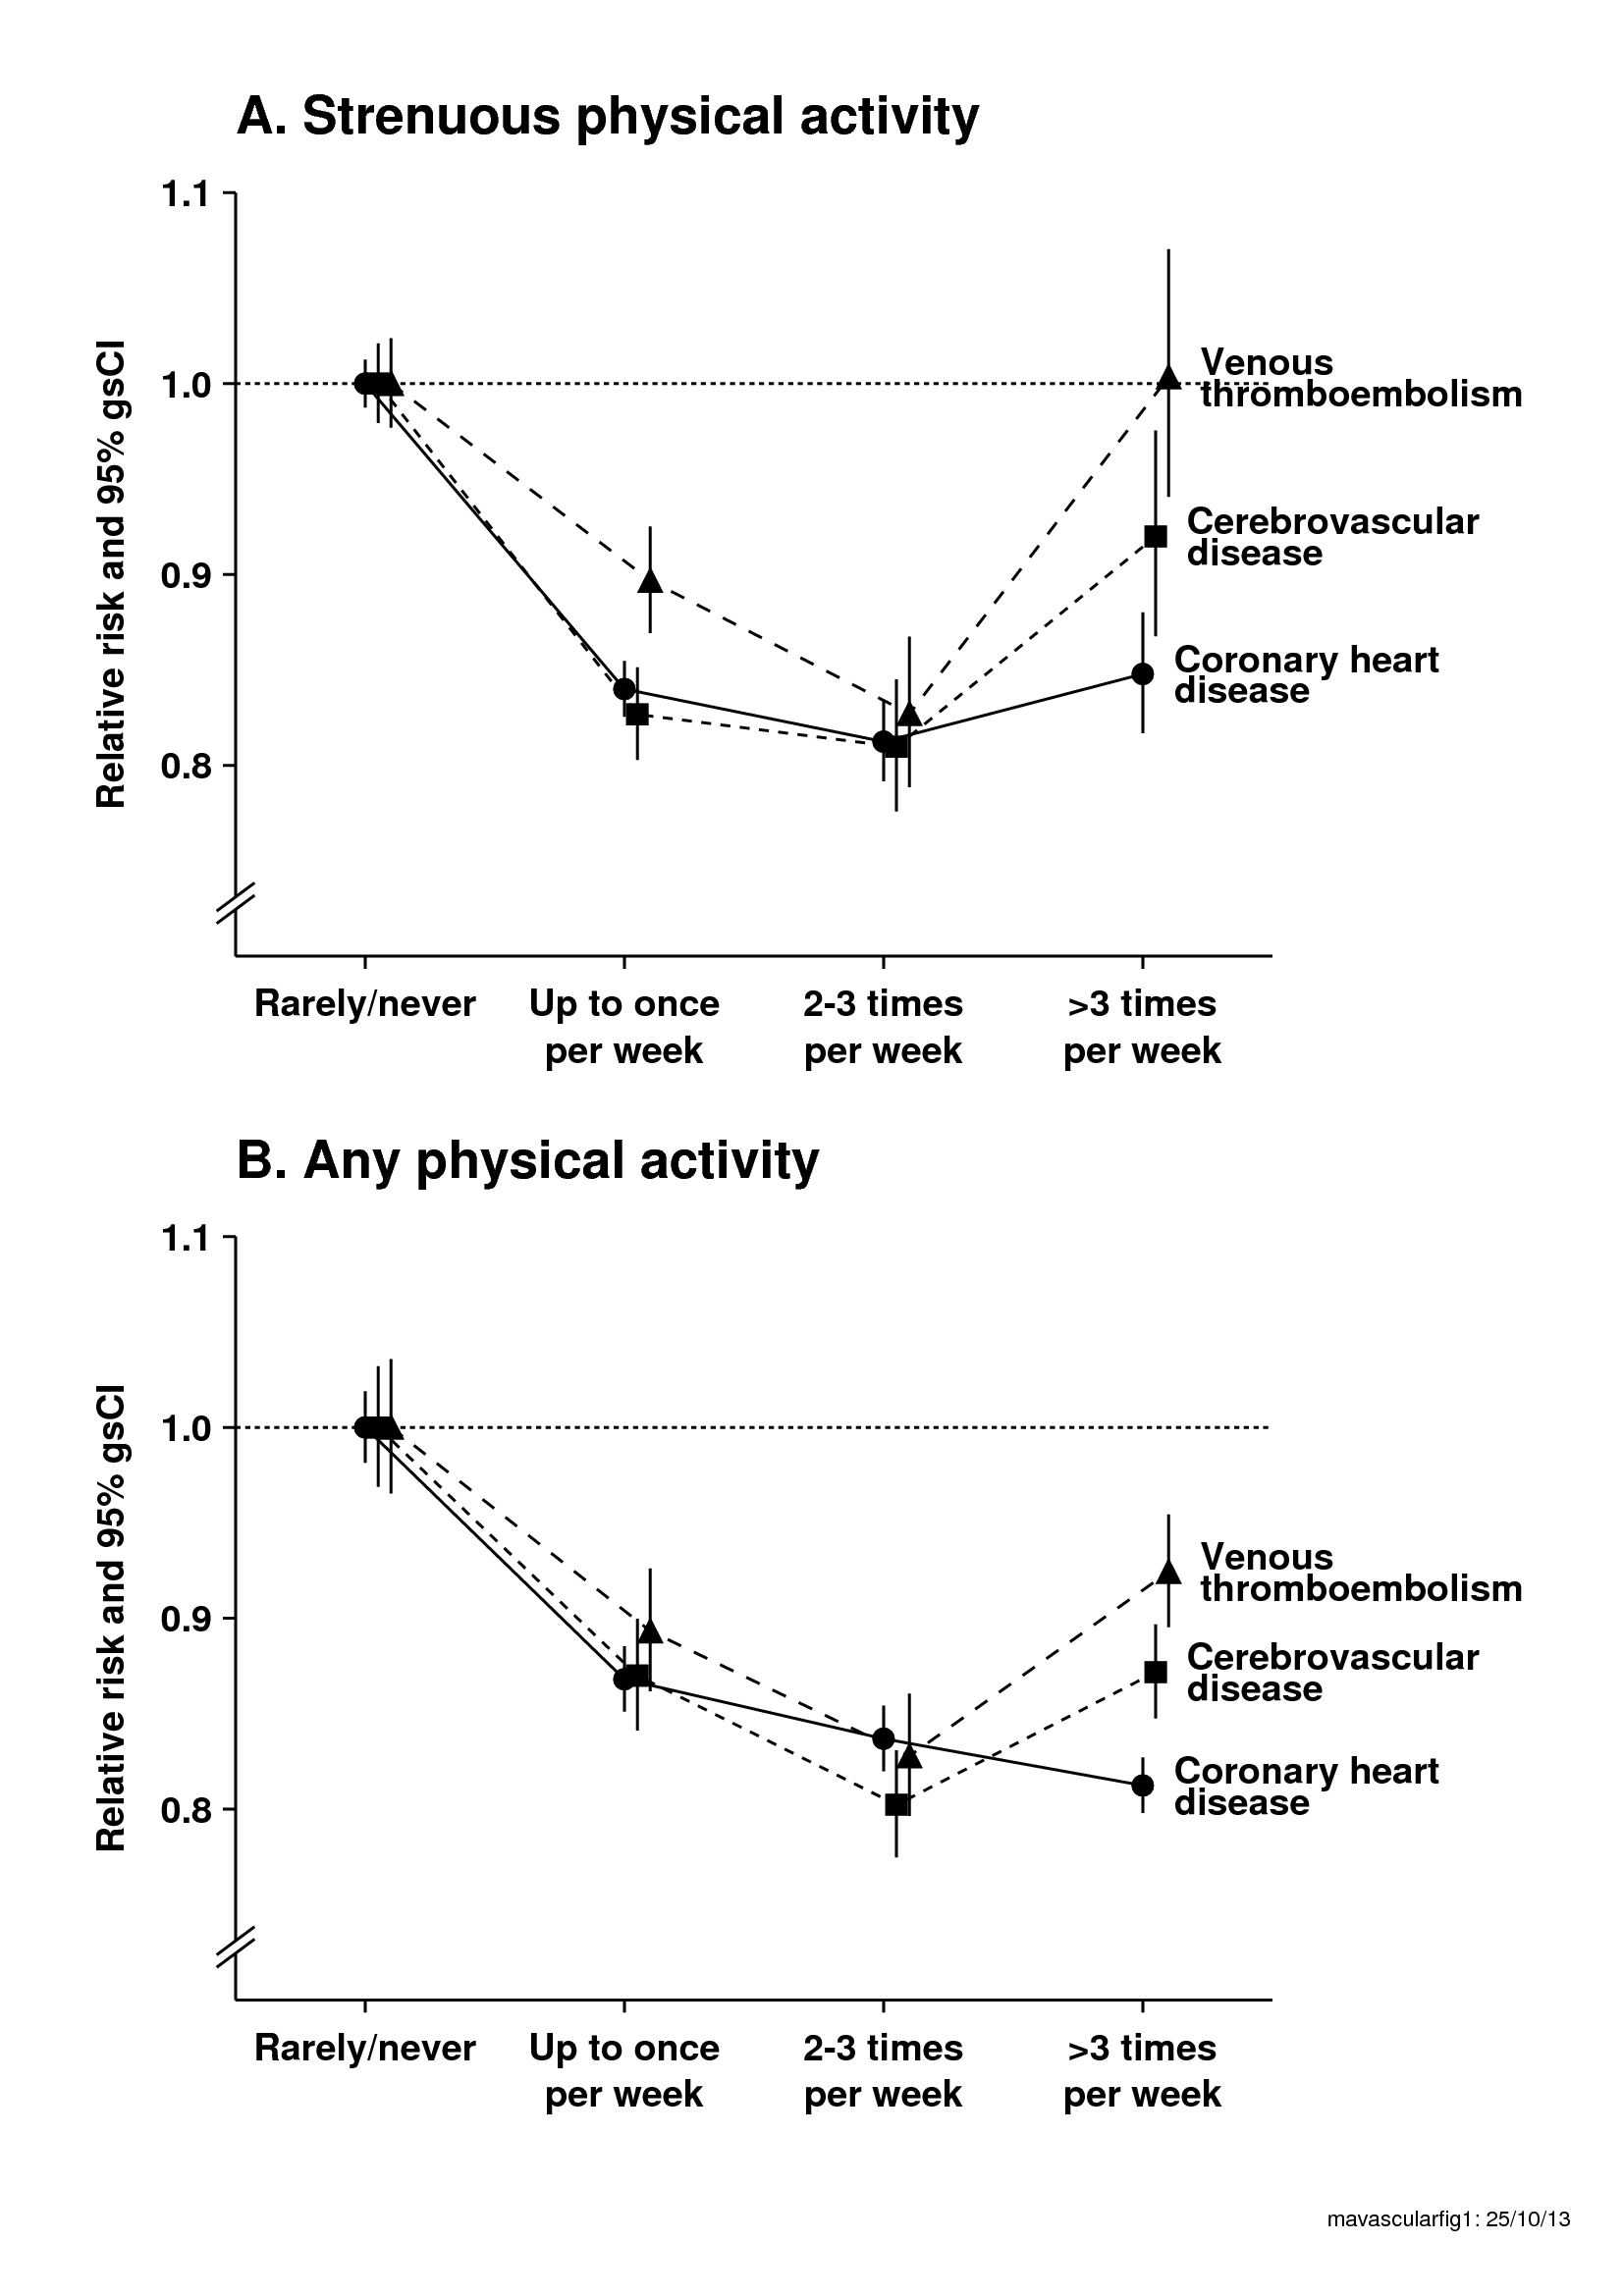 A. Strenuous physical activity
1.1
1.0
0.9
0.8
Relative risk and 95% gsCI
Venous
thromboembolism
Cerebrovascular
disease
Coronary heart
disease
Rarely/never
Up to once
per week
2-3 times
per week
>3 times
per week
B. Any physical activity
1.1
1.0
0.9
0.8
Relative risk and 95% gsCI
Venous
thromboembolism
Cerebrovascular
disease
Coronary heart
disease
Rarely/never
Up to once
per week
2-3 times
per week
>3 times
per week
mavascularfig1: 25/10/13